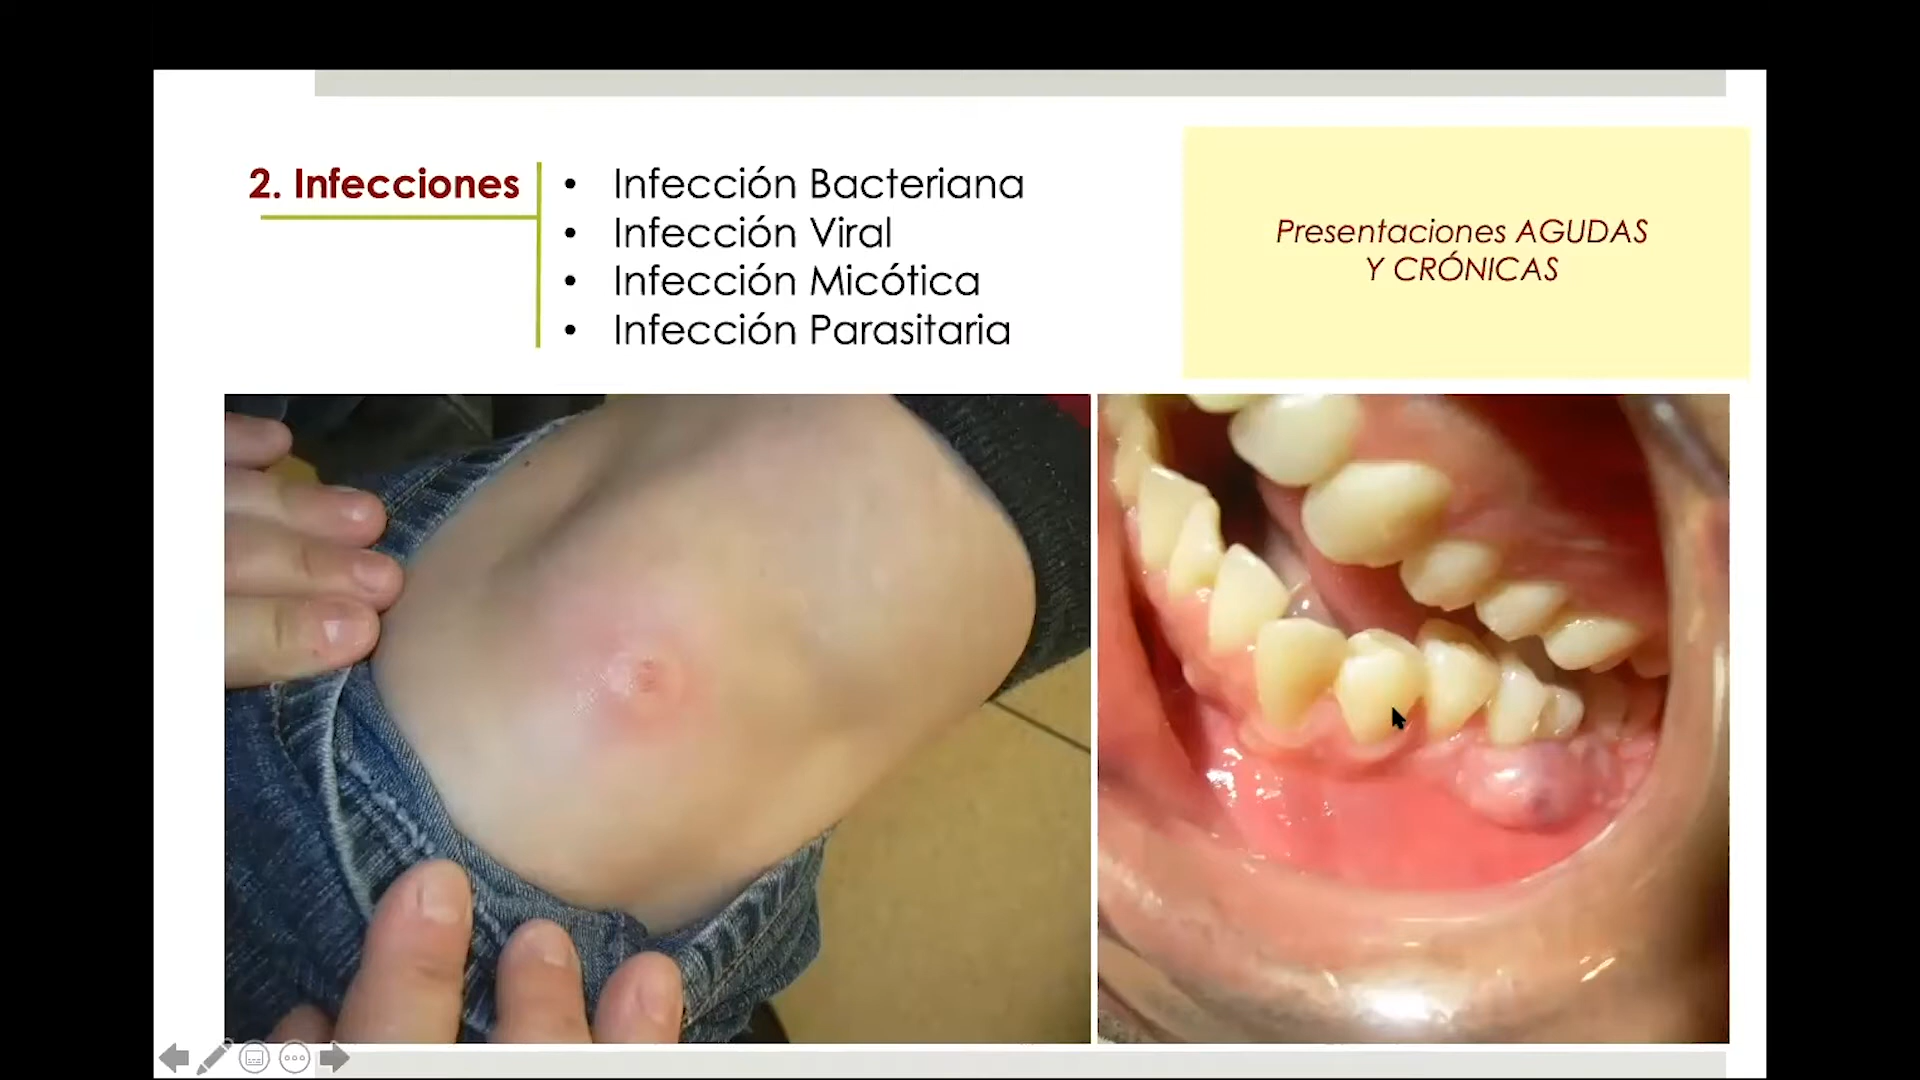 2. Infecciones
• Infección Bacteriana
• Infección Viral
• Infección Micótica
• Infección Parasitaria
Presentaciones AGUDAS
Y CRÓNICAS